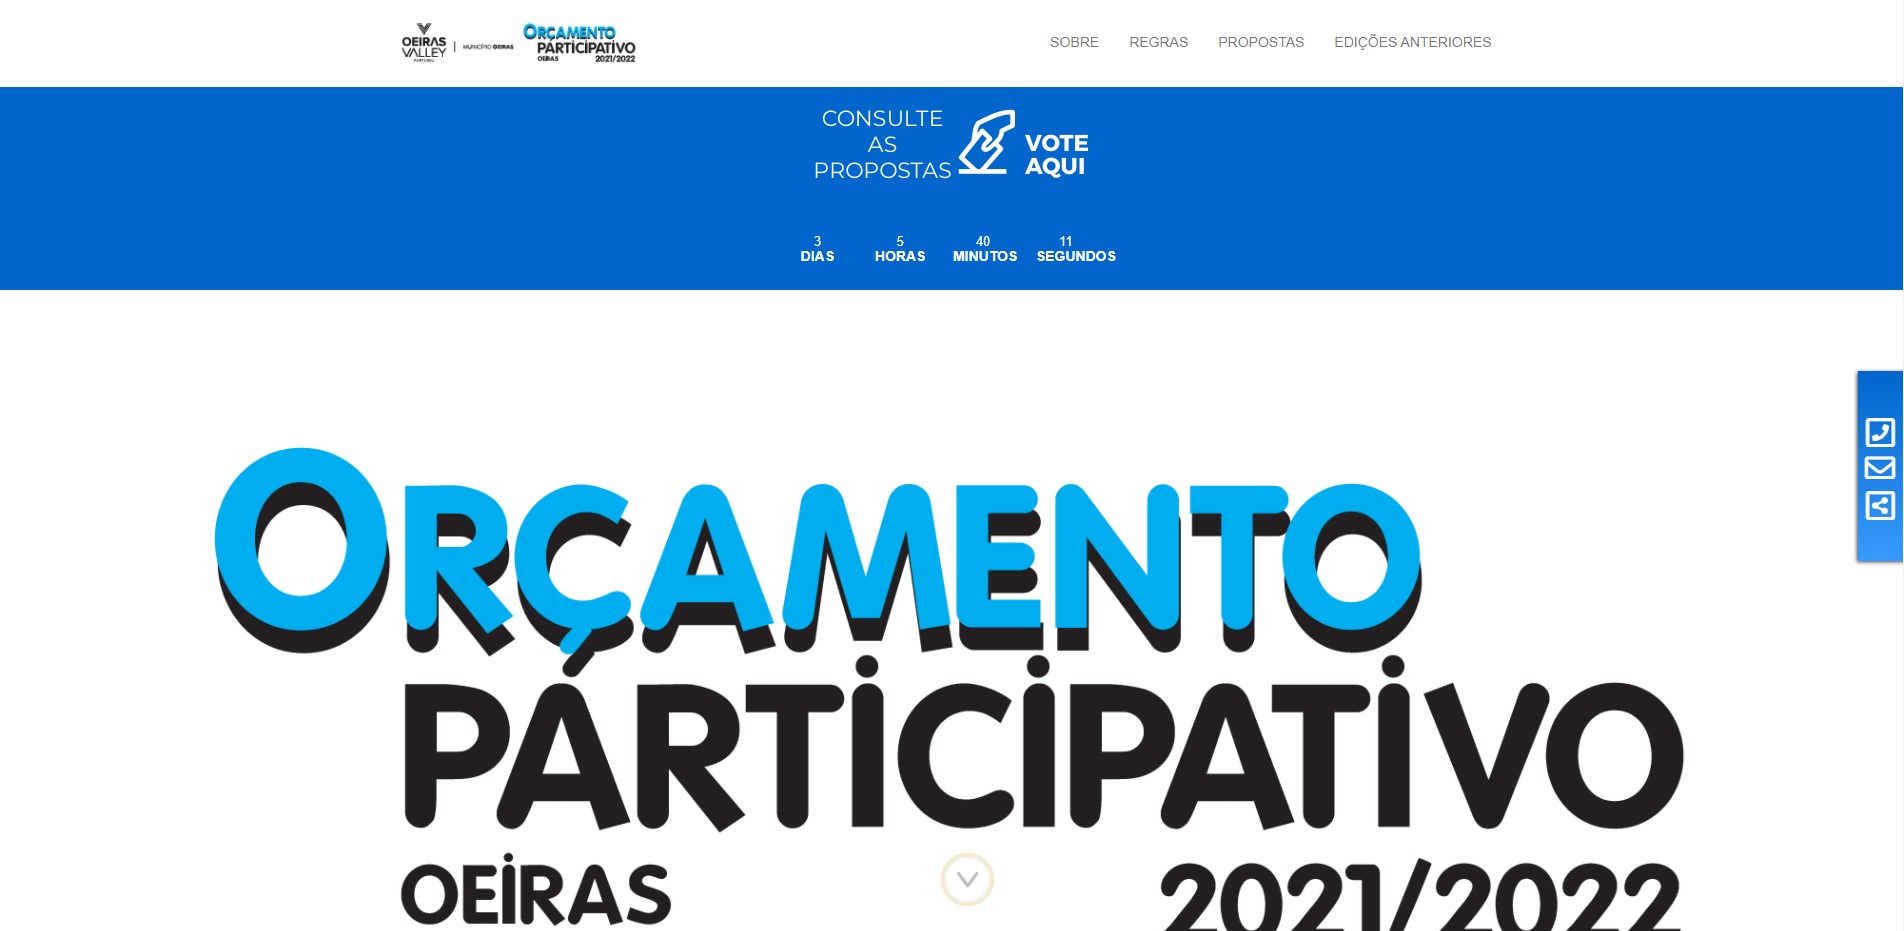 OEIRAS
VALLEY
PORTUGAL
MUNICÍPIO OEIRAS
ORÇAMENTO
PARTICIPATIVO
OEIRAS 2021/2022
SOBRE REGRAS PROPOSTAS EDIÇÕES ANTERIORES
CONSULTE
AS
PROPOSTAS
VOTE
AQUI
3 5 40 11
DIAS HORAS MINUTOS SEGUNDOS
ORÇAMENTO
PARTICIPATIVO
OEIRAS 2021/2022